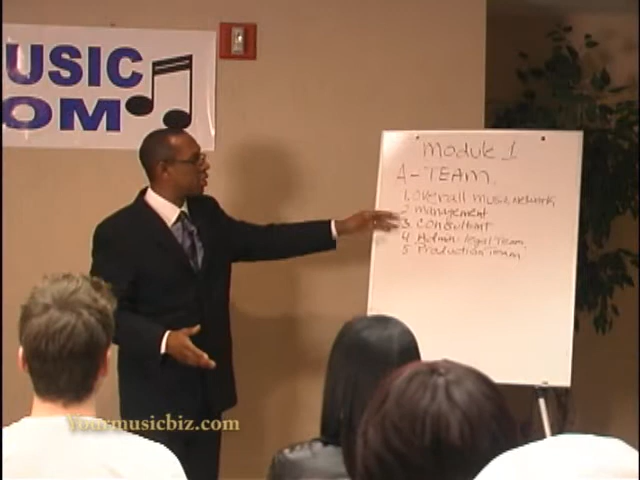 USIC
OM
Module 1
A-TEAM
1. Overall music network
2. management
3. Consultant
4 Admin/legal Team
5 Production Team
Yourmusicbiz.com